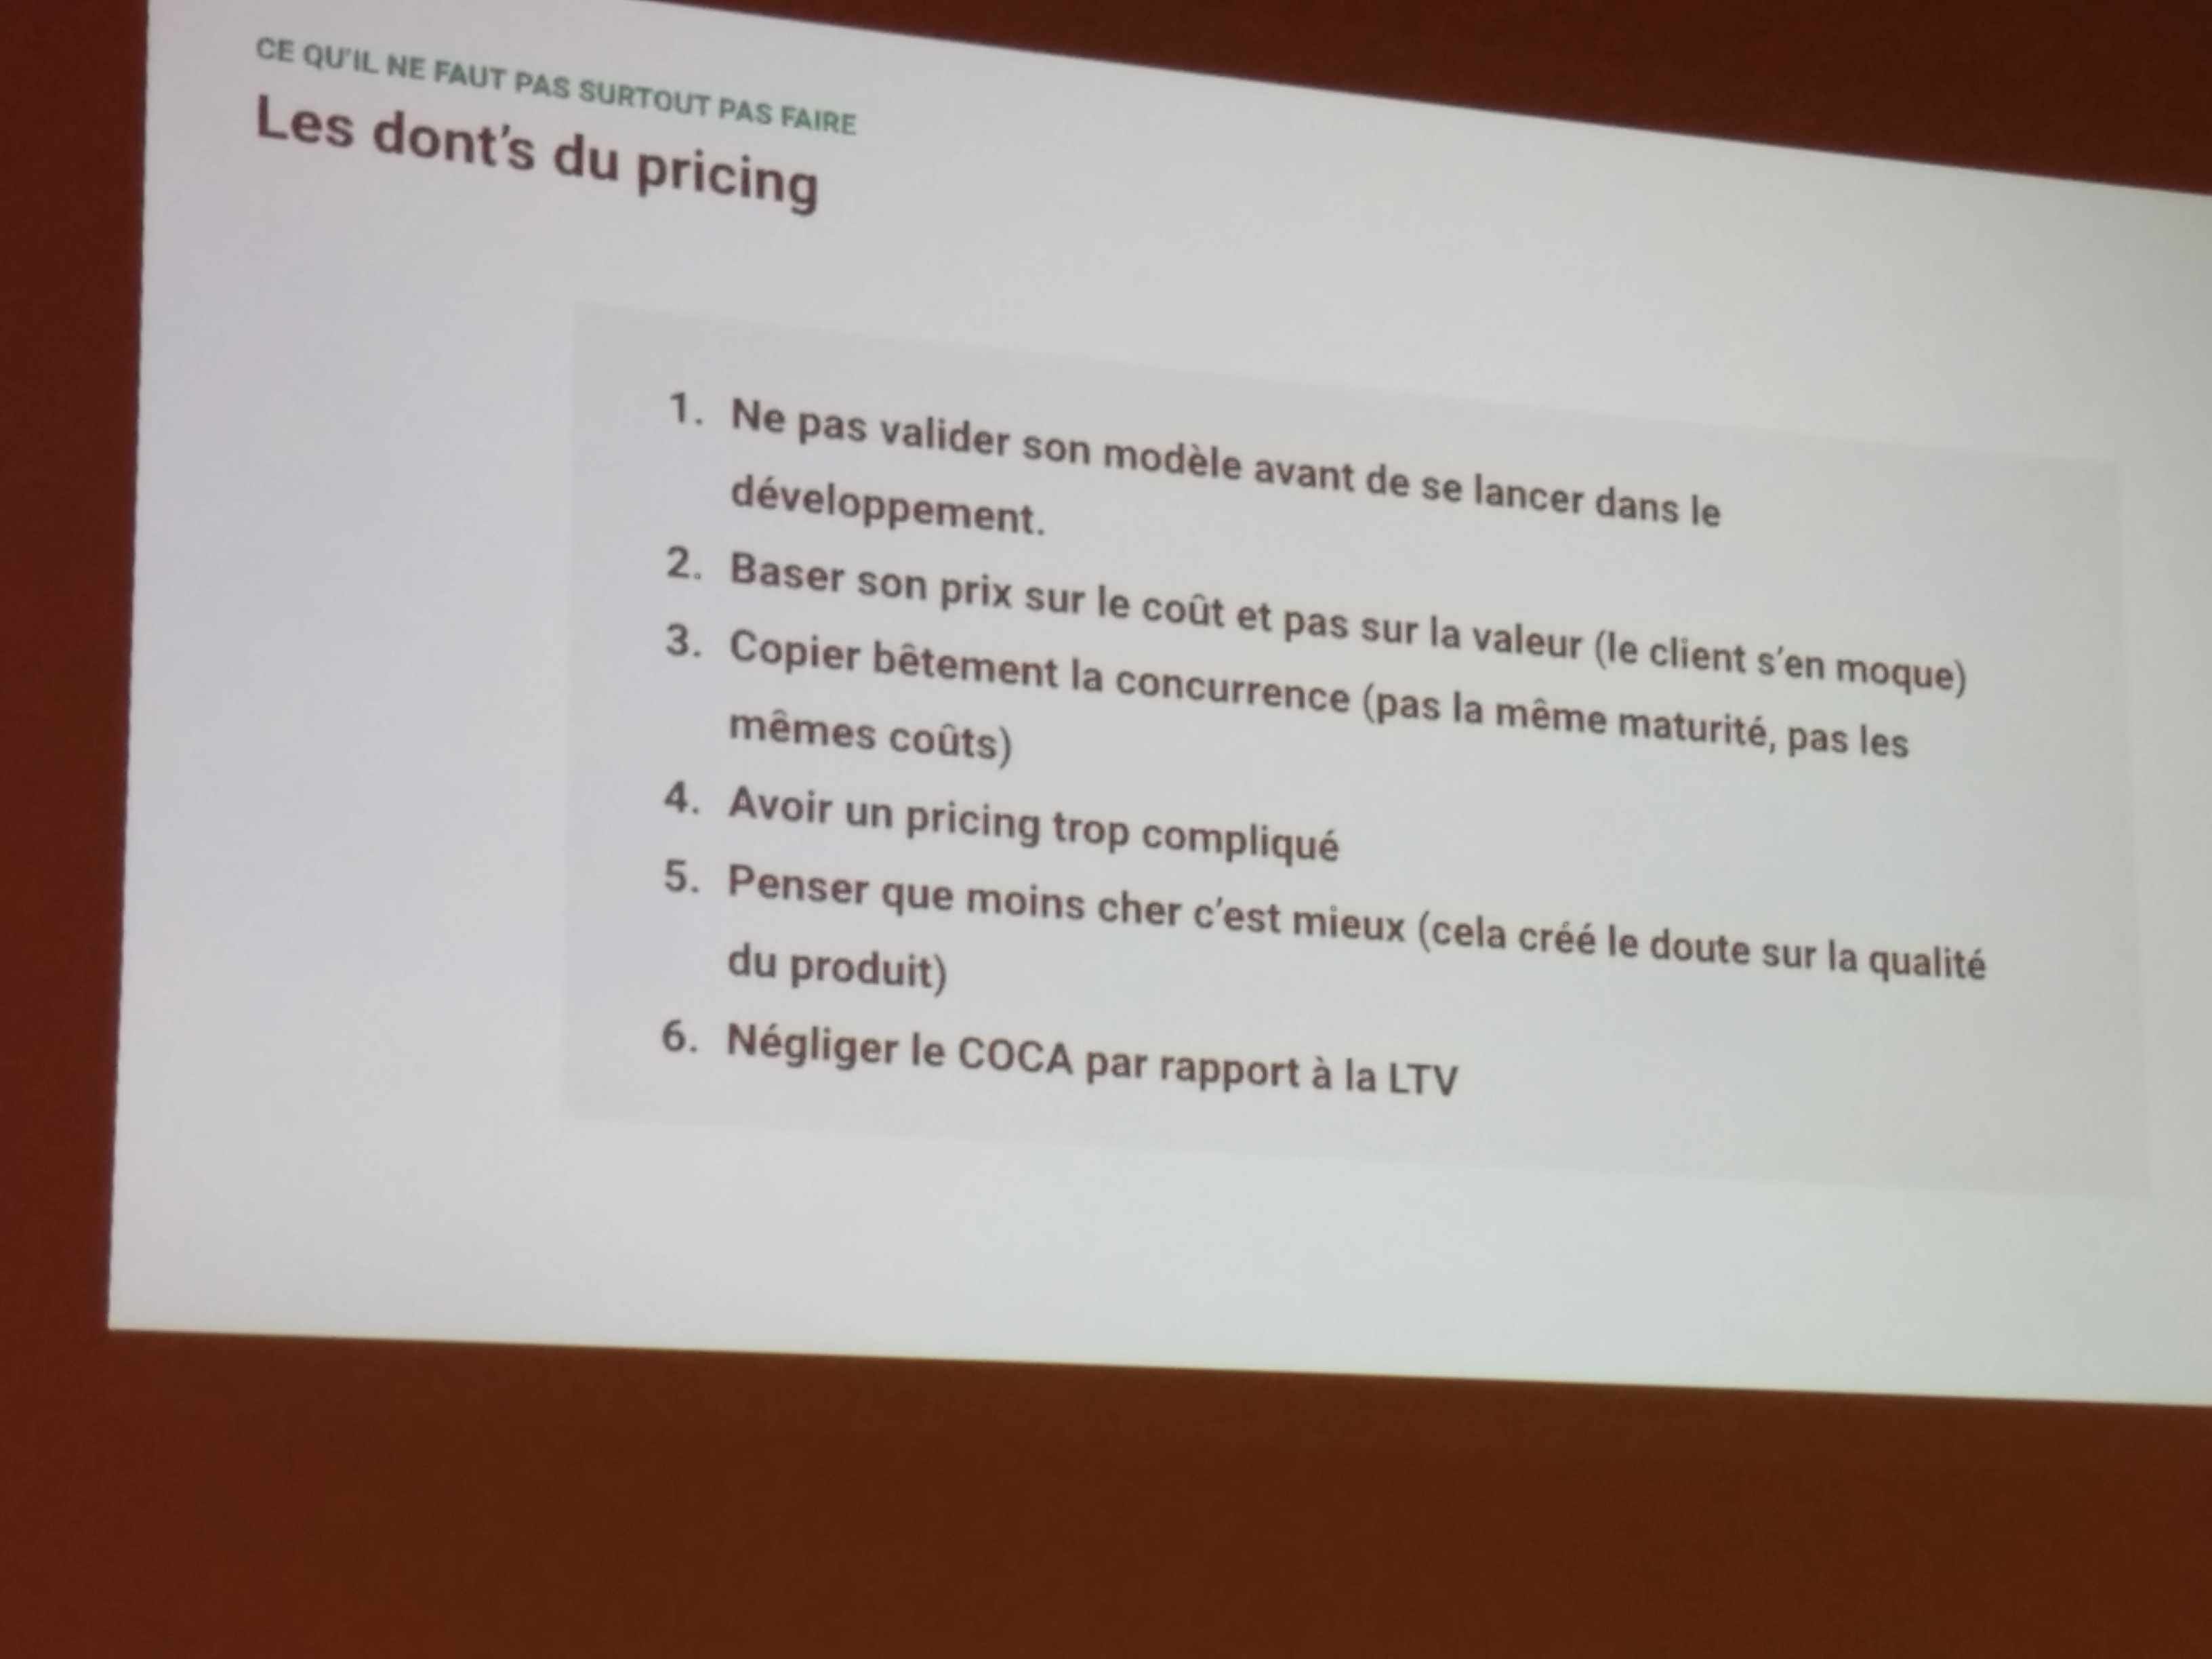 CE QU'IL NE FAUT PAS SURTOUT PAS FAIRE
Les dont's du pricing
1. Ne pas valider son modèle avant de se lancer dans le
développement.
2. Baser son prix sur le coût et pas sur la valeur (le client s'en moque)
3. Copier bêtement la concurrence (pas la même maturité, pas les
mêmes coûts)
4. Avoir un pricing trop compliqué
5. Penser que moins cher c'est mieux (cela créé le doute sur la qualité
du produit)
6. Négliger le COCA par rapport à la LTV